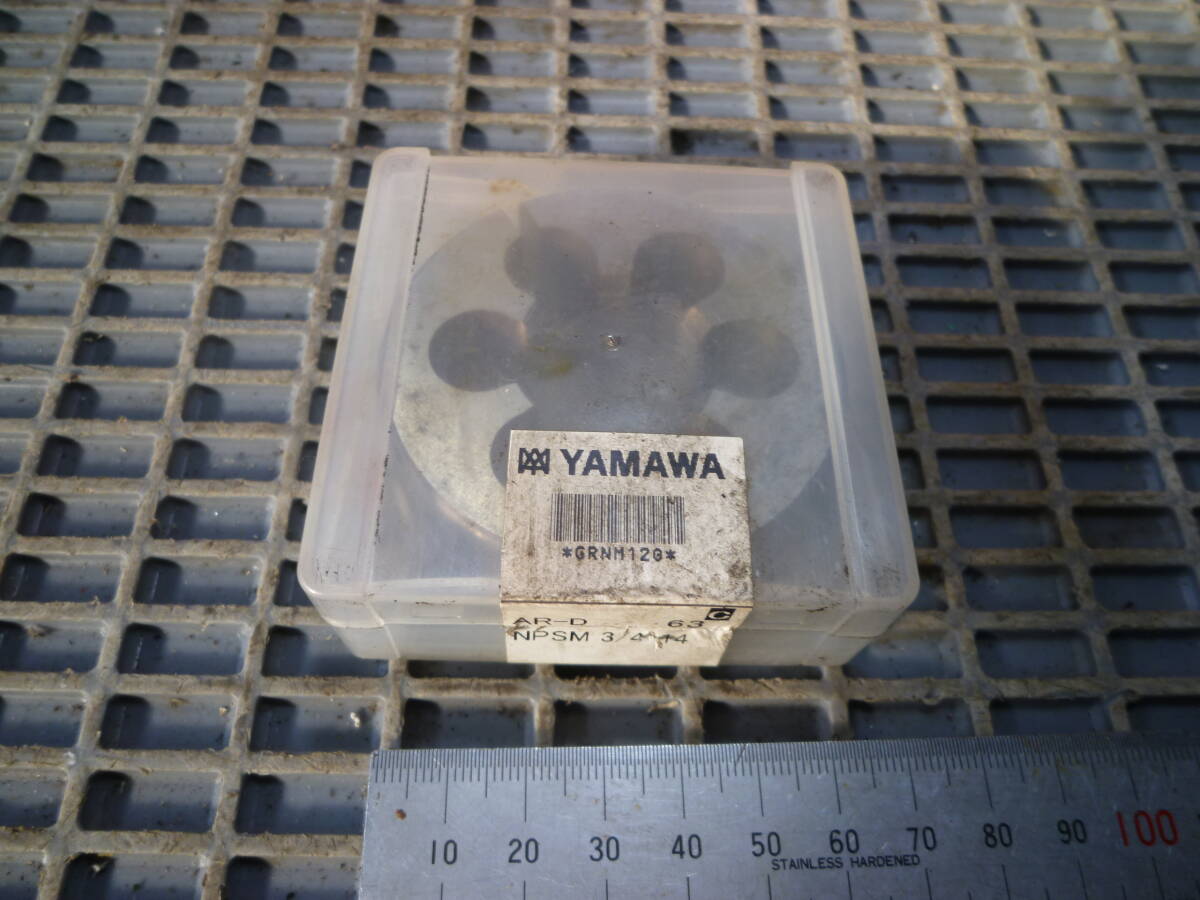 YAMAWA
*GRNM12G*
AR-D 63 C
NPSM 3/4-14
10 20 30 40 50 60 70 80 90 100
STAINLESS HARDENED